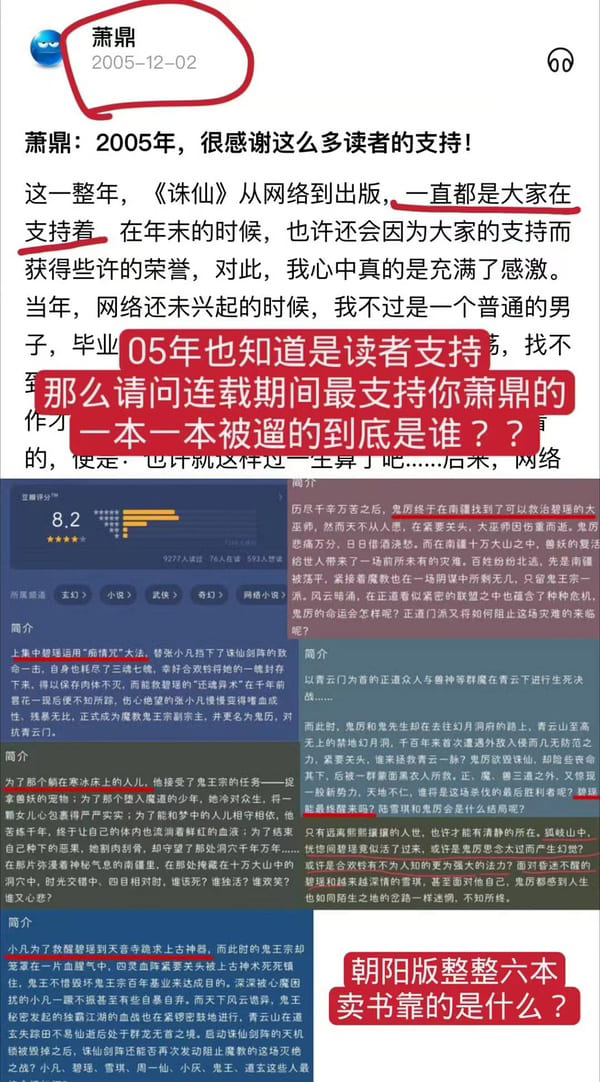 萧鼎
2005-12-02
萧鼎：2005年，很感谢这么多读者的支持！
这一整年，《诛仙》从网络到出版，一直都是大家在
支持着，在年末的时候，也许还会因为大家的支持而
获得些许的荣誉，对此，我心中真的是充满了感激。
当年，网络还未兴起的时候，我不过是一个普通的男
子，毕业
，找不
到
作才
的，便是：也许就这样过一生算了吧……后来，网络
05年也知道是读者支持
那么请问连载期间最支持你萧鼎的
一本一本被遛的到底是谁？？
豆瓣评分™
8.2
9277人读过 76人在读 593人想读
所属频道 玄幻 > 小说 > 武侠 > 奇幻 > 网络小说 >
简介
上集中碧瑶运用“痴情咒”大法，替张小凡挡下了诛仙剑阵的致
命一击，自身也耗尽了三魂七魄，幸好合欢铃将她的一魄封存
下来，得以保存肉体不灭，而能救碧瑶的“还魂异术”在千年前
昙花一现后便不知所踪，伤心绝望的张小凡慢慢变得嗜血成
性、残暴无比，正式成为魔教鬼王宗副宗主，并更名为鬼历，对
抗青云门。
简介
历尽千辛万苦之后，鬼厉终于在南疆找到了可以救治碧瑶的大
巫师，然而天不从人愿，在紧要关头，大巫师因伤重而逝。鬼
厉悲痛万分，日日借酒浇愁。而在南疆十万大山之中，兽妖的复活
给世人带来了一场前所未有的灾难，百姓纷纷北逃，先是南疆
被荡平，紧接着魔教也在一场阴谋中所剩无几，只留鬼王宗一
派。风云暗涌，在正道看似紧密的联盟之中也蕴含了种种危机，
鬼厉的命运会怎样呢？正道门派又将如何阻止这场灾难的来临
呢？
简介
以青云门为首的正道众人与兽神等群魔在青云下进行生死决
战……
而此时，鬼厉和鬼先生却在去往幻月洞府的路上，青云山至高
无上的禁地幻月洞，千百年来首次遭遇外敌入侵而几无防范之
力，紧要关头，谁来拯救青云一脉？鬼厉欲毁诛仙，却险些丧命
其下，后被一群蒙面黑衣人所救。正、魔、兽三道之外，又惊现
一股新势力，天地不仁，谁将是这场杀伐的最后胜利者呢？碧瑶
能最终醒来吗？陆雪琪和鬼厉会是什么结局呢？
简介
为了那个躺在寒冰床上的人儿，他接受了鬼王宗的任务——捉
拿兽妖的宠物；为了那个堕入魔道的少年，她冷对众生，将一
颗女儿心包裹得严严实实；为了能和梦中的人儿相守相依，他
苦练千年，终于让自己的体内也流淌着鲜红的血液；为了结束
自己种下的恶果，她割肉刮骨，却守望了那处洞穴千年万年……
在那片弥漫着神秘气息的南疆里，在那处掩藏在十万大山中的
洞穴中，时光交错中、四目相对时，谁该死？谁独活？谁欢笑？
谁又心悲？
只有远离熙熙攘攘的人世，也许才能有清静的所在。狐岐山中，
恍惚间碧瑶竟似活了过来，或许是鬼厉思念太过而产生幻觉？
或许是合欢铃有不为人知的更为强大的法力？面对昏迷不醒的
碧瑶和越来越深情的雪琪，甚至面对他自己，鬼厉都感到人生
也如同陌生之地的岔路一样迷惘，不知所终。
简介
小凡为了救醒碧瑶到天音寺跪求上古神器，而此时的鬼王宗却
笼罩在一片血腥气中，四灵血阵紧要关头被上古神术死死镇
住，鬼王不惜毁坏鬼王宗百年基业来达成目的。深深被心魔困
扰的小凡一蹶不振甚至有些自暴自弃。而天下风云诡异，鬼王
秘密发起的独霸江湖的血战也在紧锣密鼓地进行，青云山在道
玄失踪田不易仙逝后处于群龙无首之境。启动诛仙剑阵的天机
锁被毁掉之后，诛仙剑阵还能否再次发动阻止魔教的这场灭绝
之战？小凡、碧瑶、雪琪、周一仙、小灰、鬼王、道玄这些人最
朝阳版整整六本
卖书靠的是什么？